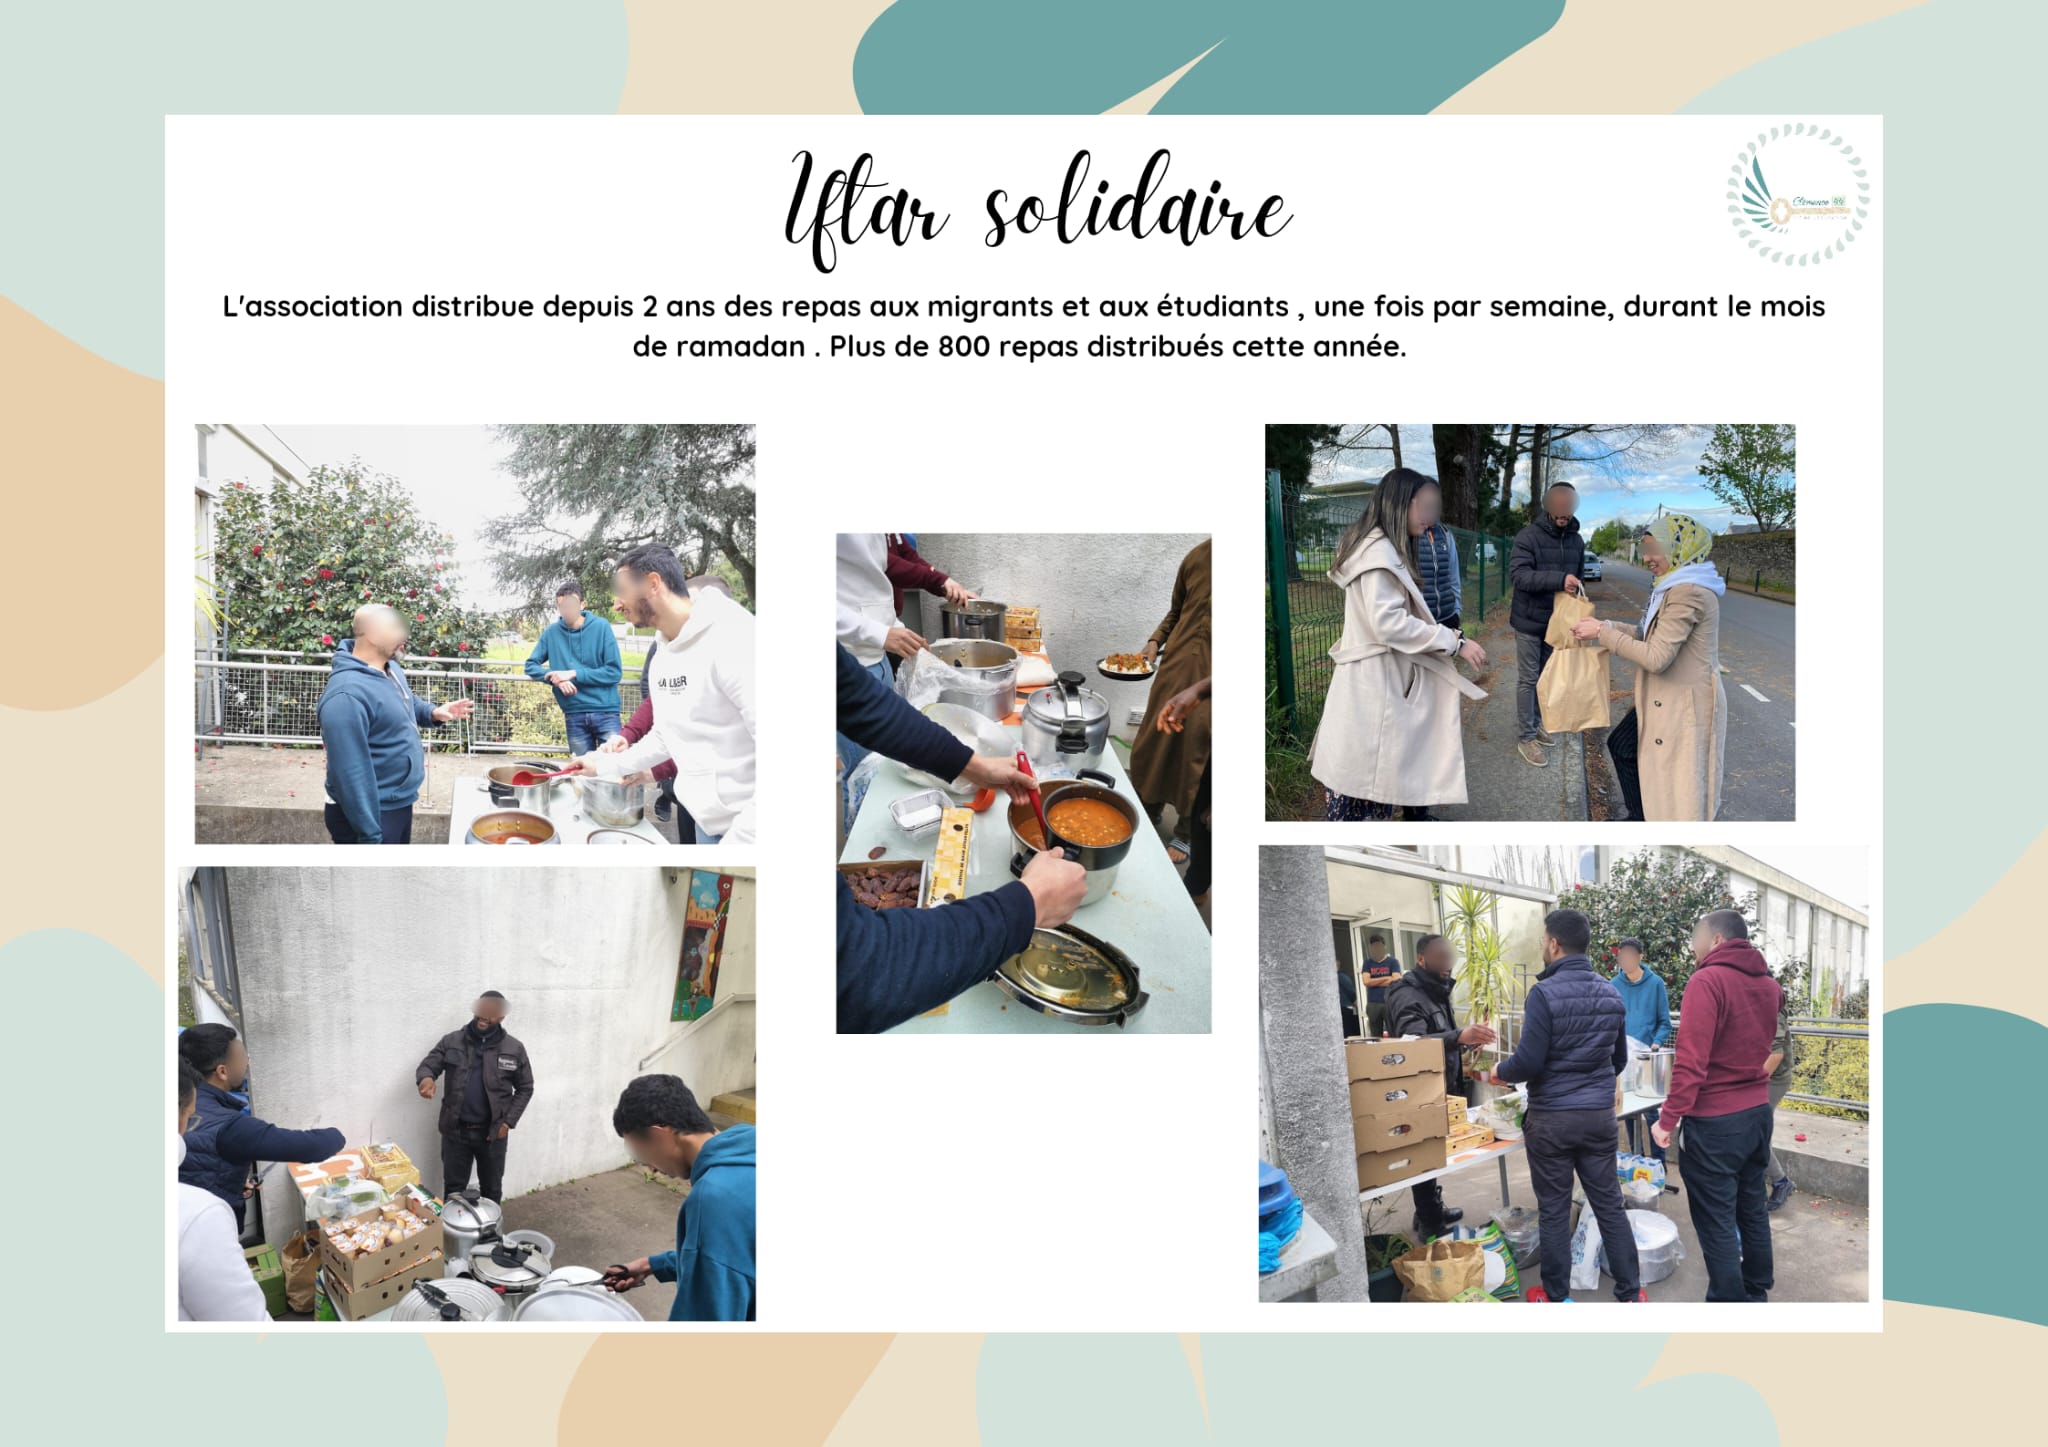 Iftar solidaire
Clémence
L'association distribue depuis 2 ans des repas aux migrants et aux étudiants , une fois par semaine, durant le mois
de ramadan . Plus de 800 repas distribués cette année.